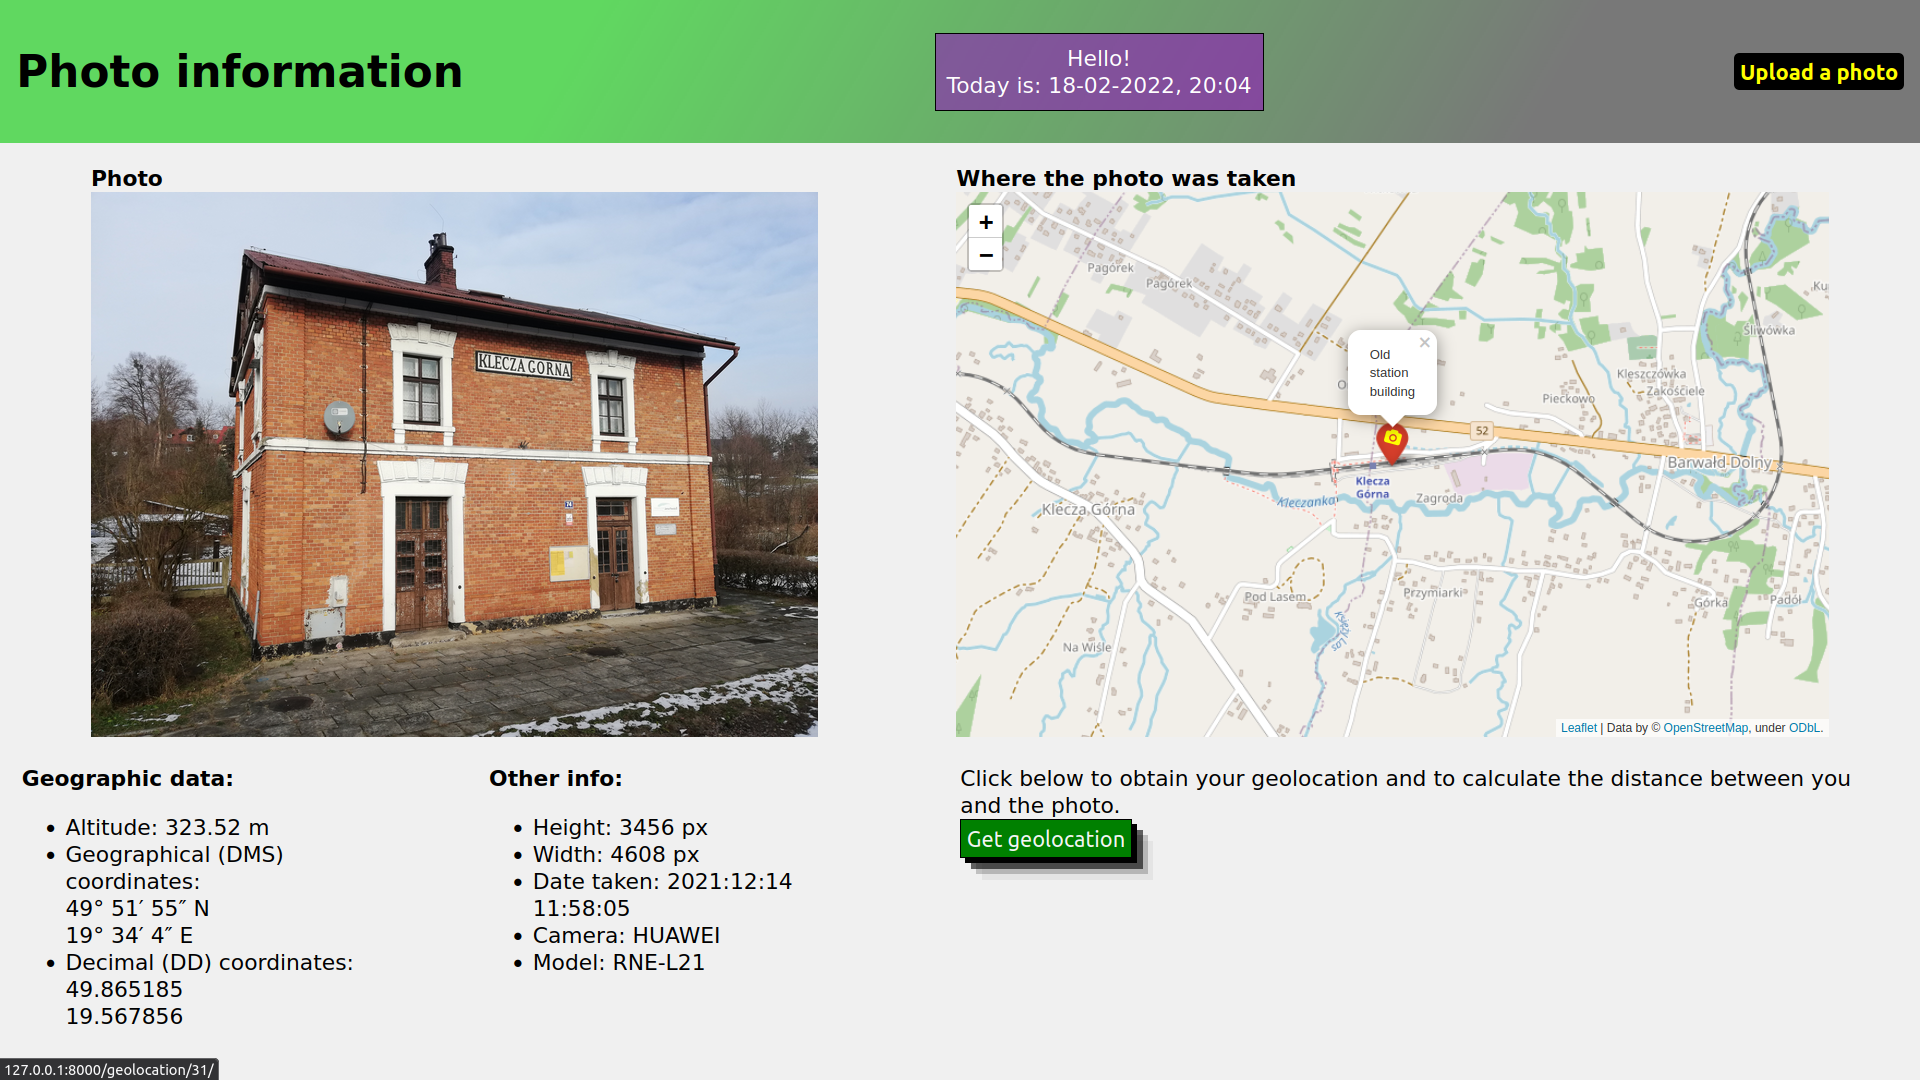 Photo information
Hello!
Today is: 18-02-2022, 20:04
Upload a photo
Photo
KLECZA GÓRNA
Where the photo was taken
+
−
Pagórek
Pagórek
Śliwówka
Old
station
building
×
Kleszczówka
Zakościele
Pieckowo
52
Barwałd Dolny
Klecza
Górna
Zagroda
Kleczanka
Klecza Górna
Pod Lasem
Przymiarki
Górka
Padół
Na Wiśle
Leaflet | Data by © OpenStreetMap, under ODbL.
Geographic data:
• Altitude: 323.52 m
• Geographical (DMS)
coordinates:
49° 51′ 55″ N
19° 34′ 4″ E
• Decimal (DD) coordinates:
49.865185
19.567856
Other info:
• Height: 3456 px
• Width: 4608 px
• Date taken: 2021:12:14
11:58:05
• Camera: HUAWEI
• Model: RNE-L21
Click below to obtain your geolocation and to calculate the distance between you
and the photo.
Get geolocation
127.0.0.1:8000/geolocation/31/